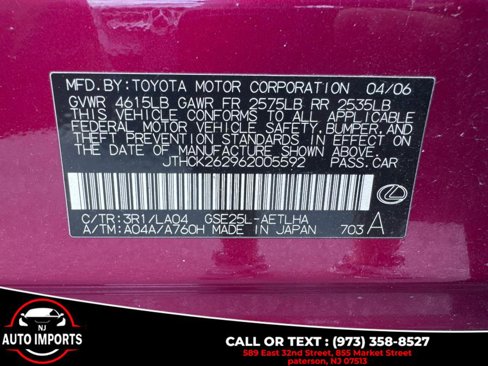 MFD.BY:TOYOTA MOTOR CORPORATION 04/06
GVWR 4615LB GAWR FR 2575LB RR 2535LB
THIS VEHICLE CONFORMS TO ALL APPLICABLE
FEDERAL MOTOR VEHICLE SAFETY,BUMPER,AND
THEFT PREVENTION STANDARDS IN EFFECT ON
THE DATE OF MANUFACTURE SHOWN ABOVE.
JTHCK262962005592 PASS.CAR
C/TR:3R1/LA04 GSE25L-AETLHA
A/TM:A04A/A760H MADE IN JAPAN 703 A
NJ
AUTO IMPORTS
CALL OR TEXT : (973) 358-8527
589 East 32nd Street, 855 Market Street
paterson, NJ 07513